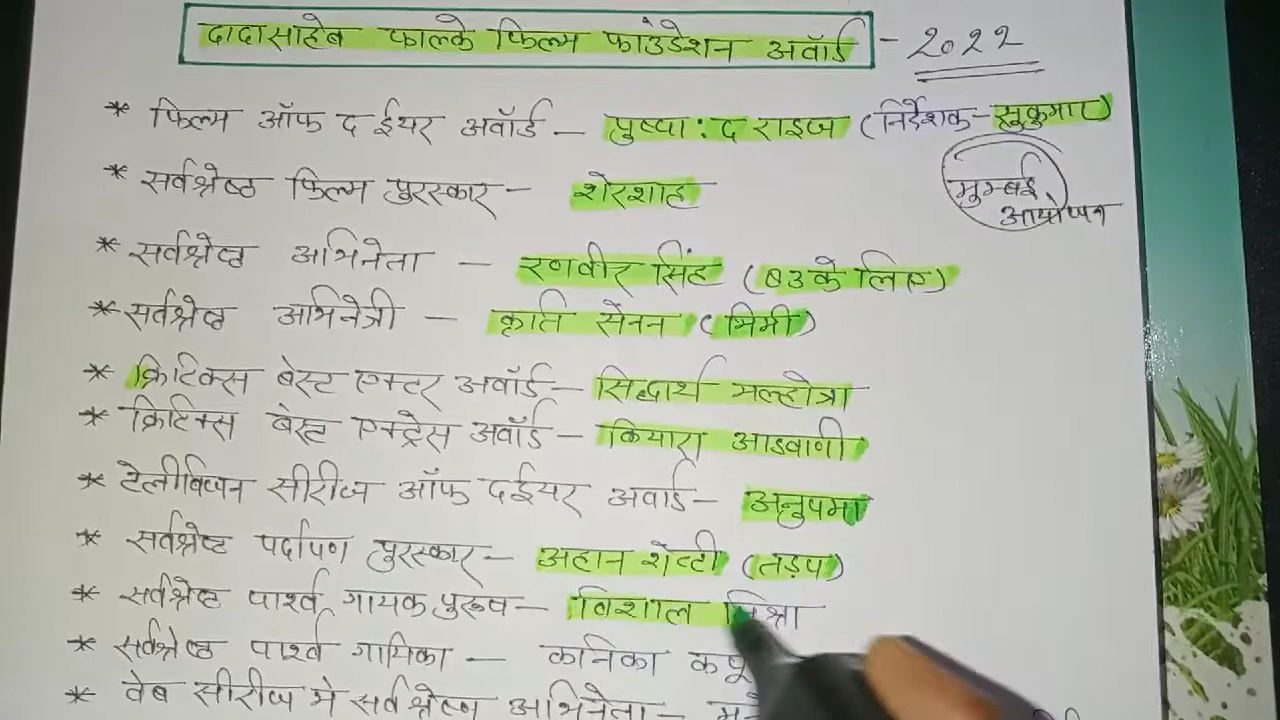 दादासाहेब फाल्के फिल्म फाउंडेशन अवॉर्ड - 2022
* फिल्म ऑफ द ईयर अवॉर्ड - पुष्पा : द राइज (निर्देशक - सुकुमार)
मुम्बई
आयोजन
* सर्वश्रेष्ठ फिल्म पुरस्कार - शेरशाह
* सर्वश्रेष्ठ अभिनेता - रणवीर सिंह (83 के लिए)
* सर्वश्रेष्ठ अभिनेत्री - कृति सेनन (मिमी)
* क्रिटिक्स बेस्ट एक्टर अवॉर्ड - सिद्धार्थ मल्होत्रा
* क्रिटिक्स बेस्ट एक्ट्रेस अवॉर्ड - कियारा आडवाणी
* टेलीविजन सीरीज ऑफ द ईयर अवार्ड - अनुपमा
* सर्वश्रेष्ठ पर्दापण पुरस्कार - अहान शेट्टी (तड़प)
* सर्वश्रेष्ठ पार्श्व गायक पुरूष - विशाल मिश्रा
* सर्वश्रेष्ठ पार्श्व गायिका - कनिका
* वेब सीरीज मे सर्वश्रेष्ठ अभिनेता -